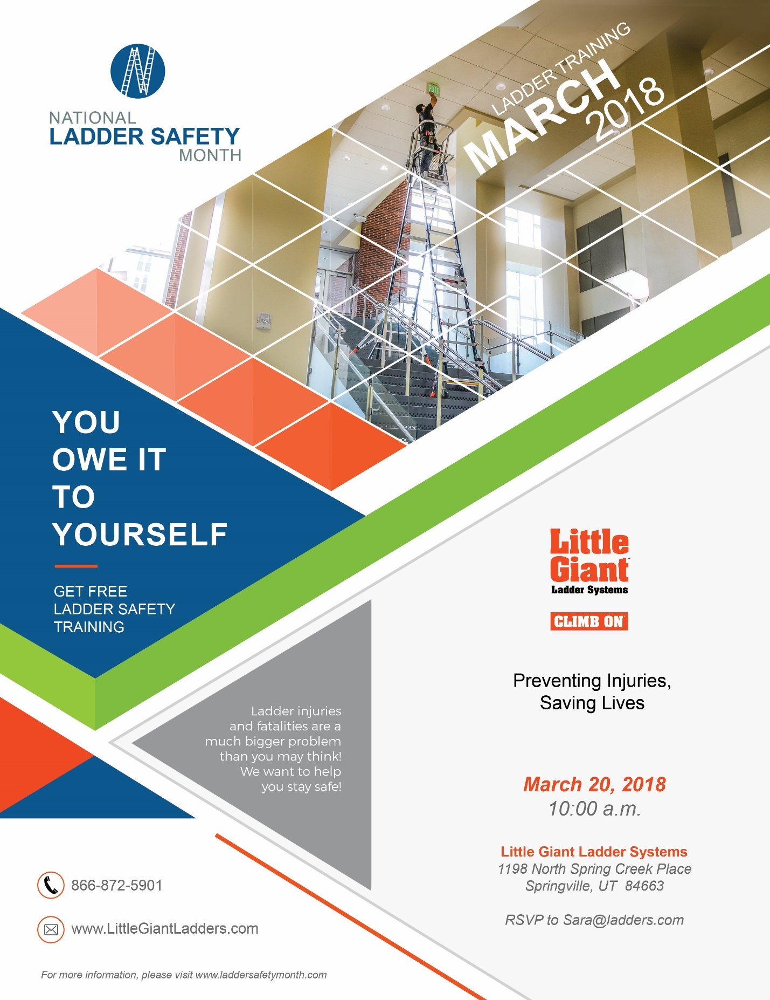 NATIONAL
LADDER SAFETY
MONTH
LADDER TRAINING
MARCH
2018
EXIT
YOU
OWE IT
TO
YOURSELF
GET FREE
LADDER SAFETY
TRAINING
Little
Giant
Ladder Systems
CLIMB ON
Preventing Injuries,
Saving Lives
Ladder injuries
and fatalities are a
much bigger problem
than you may think!
We want to help
you stay safe!
March 20, 2018
10:00 a.m.
Little Giant Ladder Systems
1198 North Spring Creek Place
Springville, UT 84663
RSVP to Sara@ladders.com
866-872-5901
www.LittleGiantLadders.com
For more information, please visit www.laddersafetymonth.com